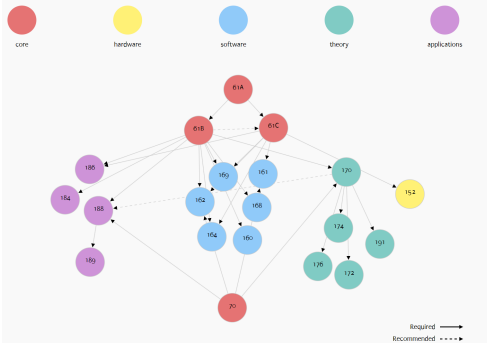 core hardware software theory applications
61A
61B 61C
186 169 161 170
184 162 168 152
188
164 160 174 191
189 176 172
70
Required
Recommended